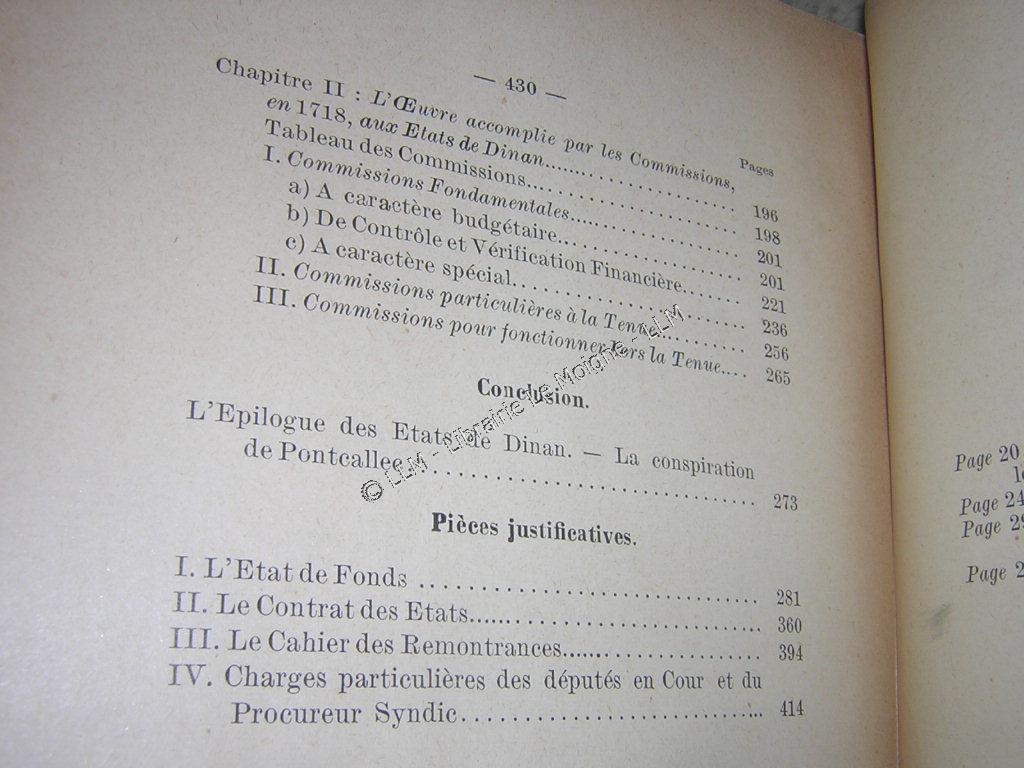 — 430 —
Pages
Chapitre II : L'Œuvre accomplie par les Commissions,
en 1718, aux Etats de Dinan............ 196
Tableau des Commissions............ 198
I. Commissions Fondamentales............ 201
a) A caractère budgétaire............ 201
b) De Contrôle et Vérification Financière........ 221
c) A caractère spécial............ 236
II. Commissions particulières à la Tenue............ 256
III. Commissions pour fonctionner hors la Tenue.... 265
Conclusion.
L'Epilogue des Etats de Dinan. — La conspiration
de Pontcallec............ 273
Pièces justificatives.
I. L'Etat de Fonds ............ 281
II. Le Contrat des Etats............ 360
III. Le Cahier des Remontrances............ 394
IV. Charges particulières des députés en Cour et du
Procureur Syndic............ 414
© LLM - Librairie Le Moigne - LLM
Page 20
Page 24
Page
Page